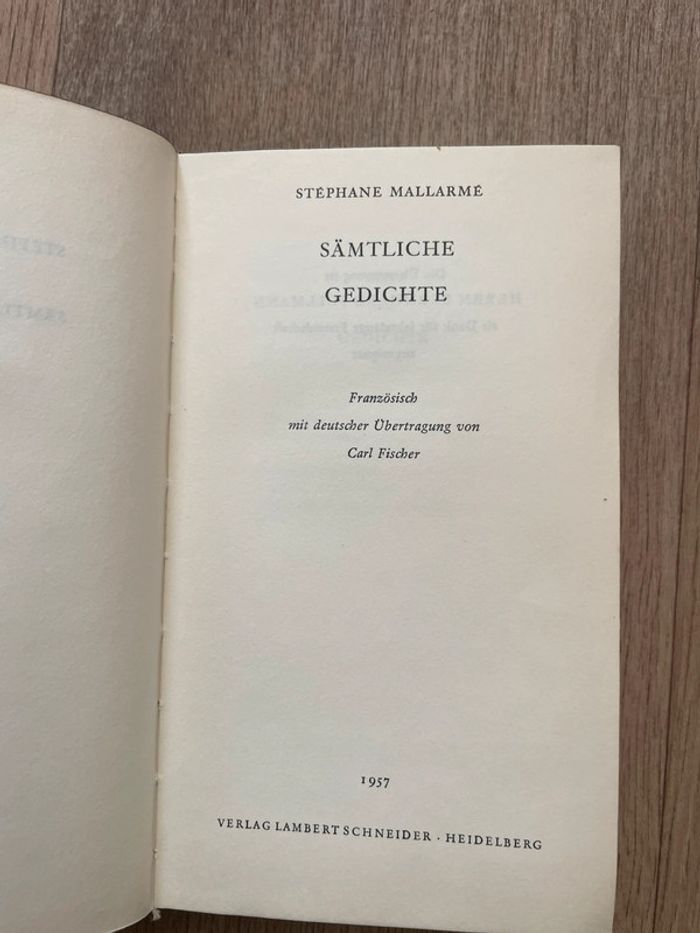 STÉPHANE MALLARMÉ
SÄMTLICHE
GEDICHTE
Französisch
mit deutscher Übertragung von
Carl Fischer
1957
VERLAG LAMBERT SCHNEIDER · HEIDELBERG